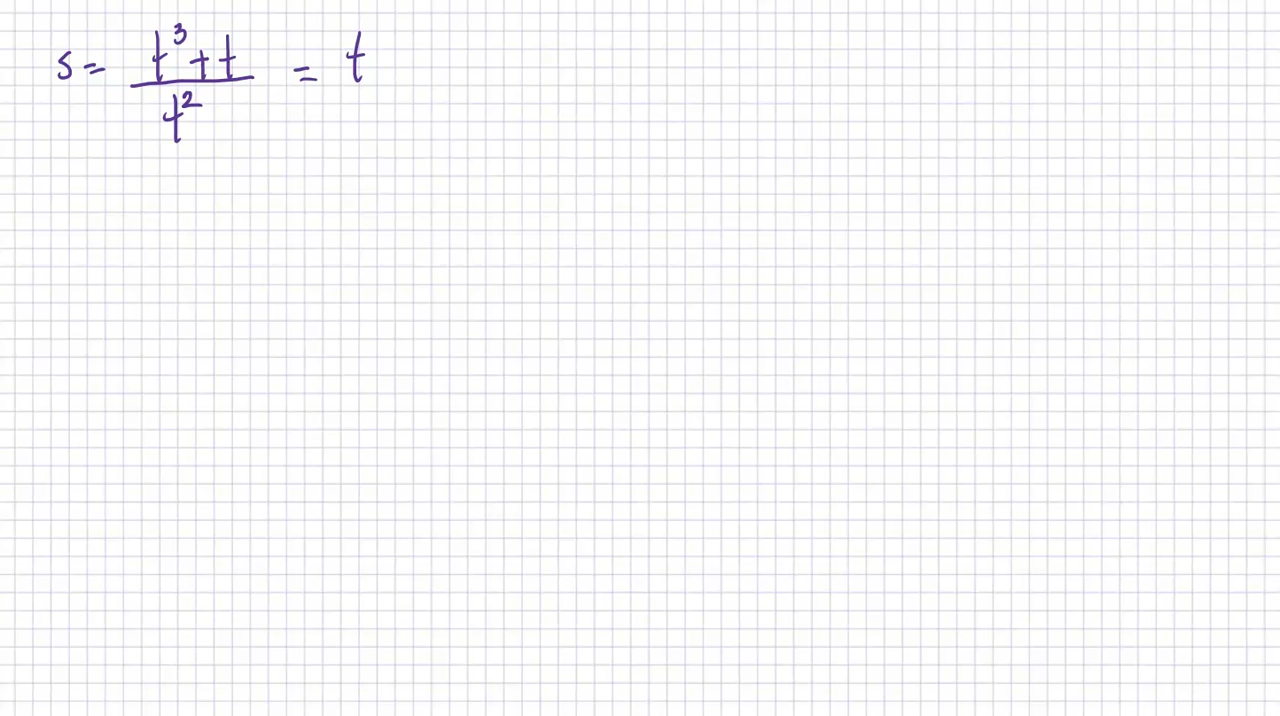 s = (t³ + t) / t² = t